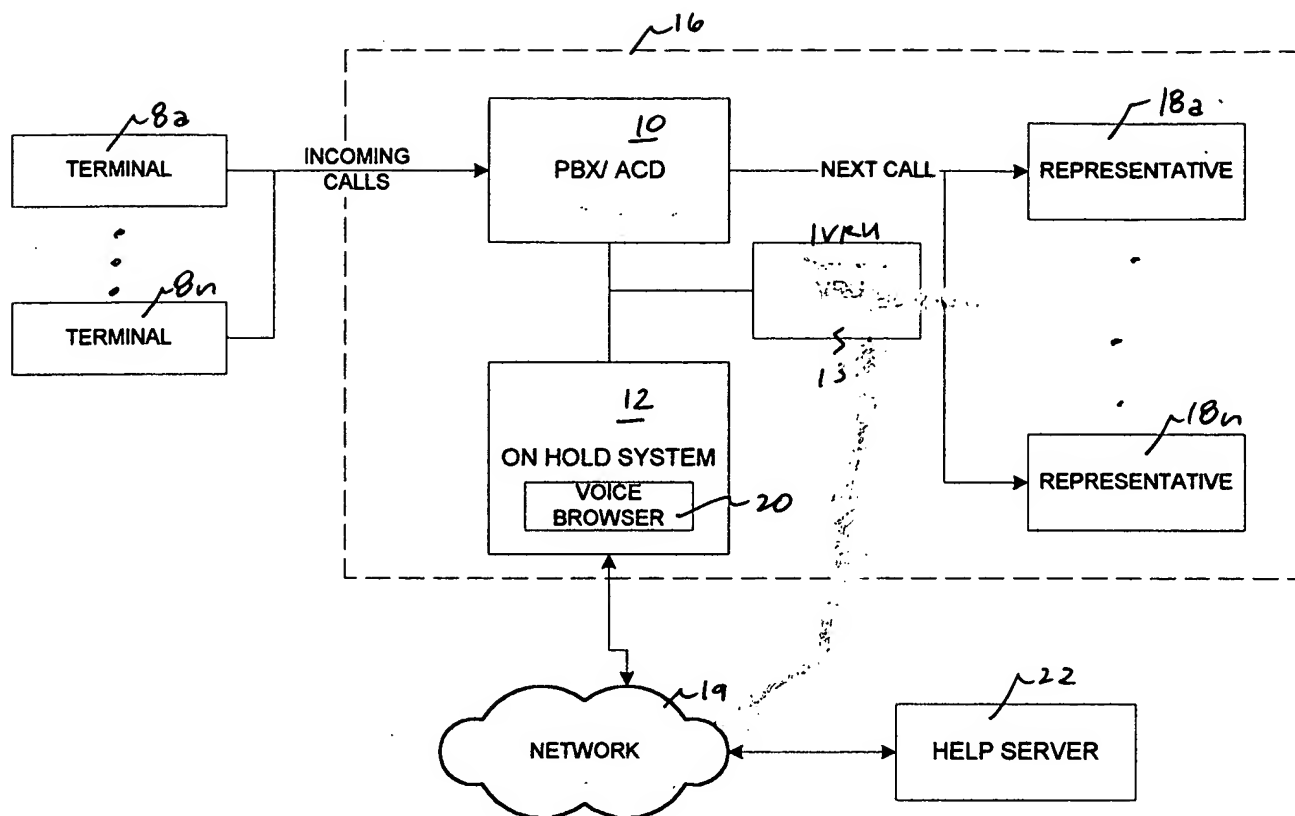 16
8a
TERMINAL
8n
TERMINAL
INCOMING
CALLS
10
PBX/ ACD
NEXT CALL
18a
REPRESENTATIVE
IVRU
13
12
ON HOLD SYSTEM
VOICE
BROWSER
20
18n
REPRESENTATIVE
19
NETWORK
22
HELP SERVER